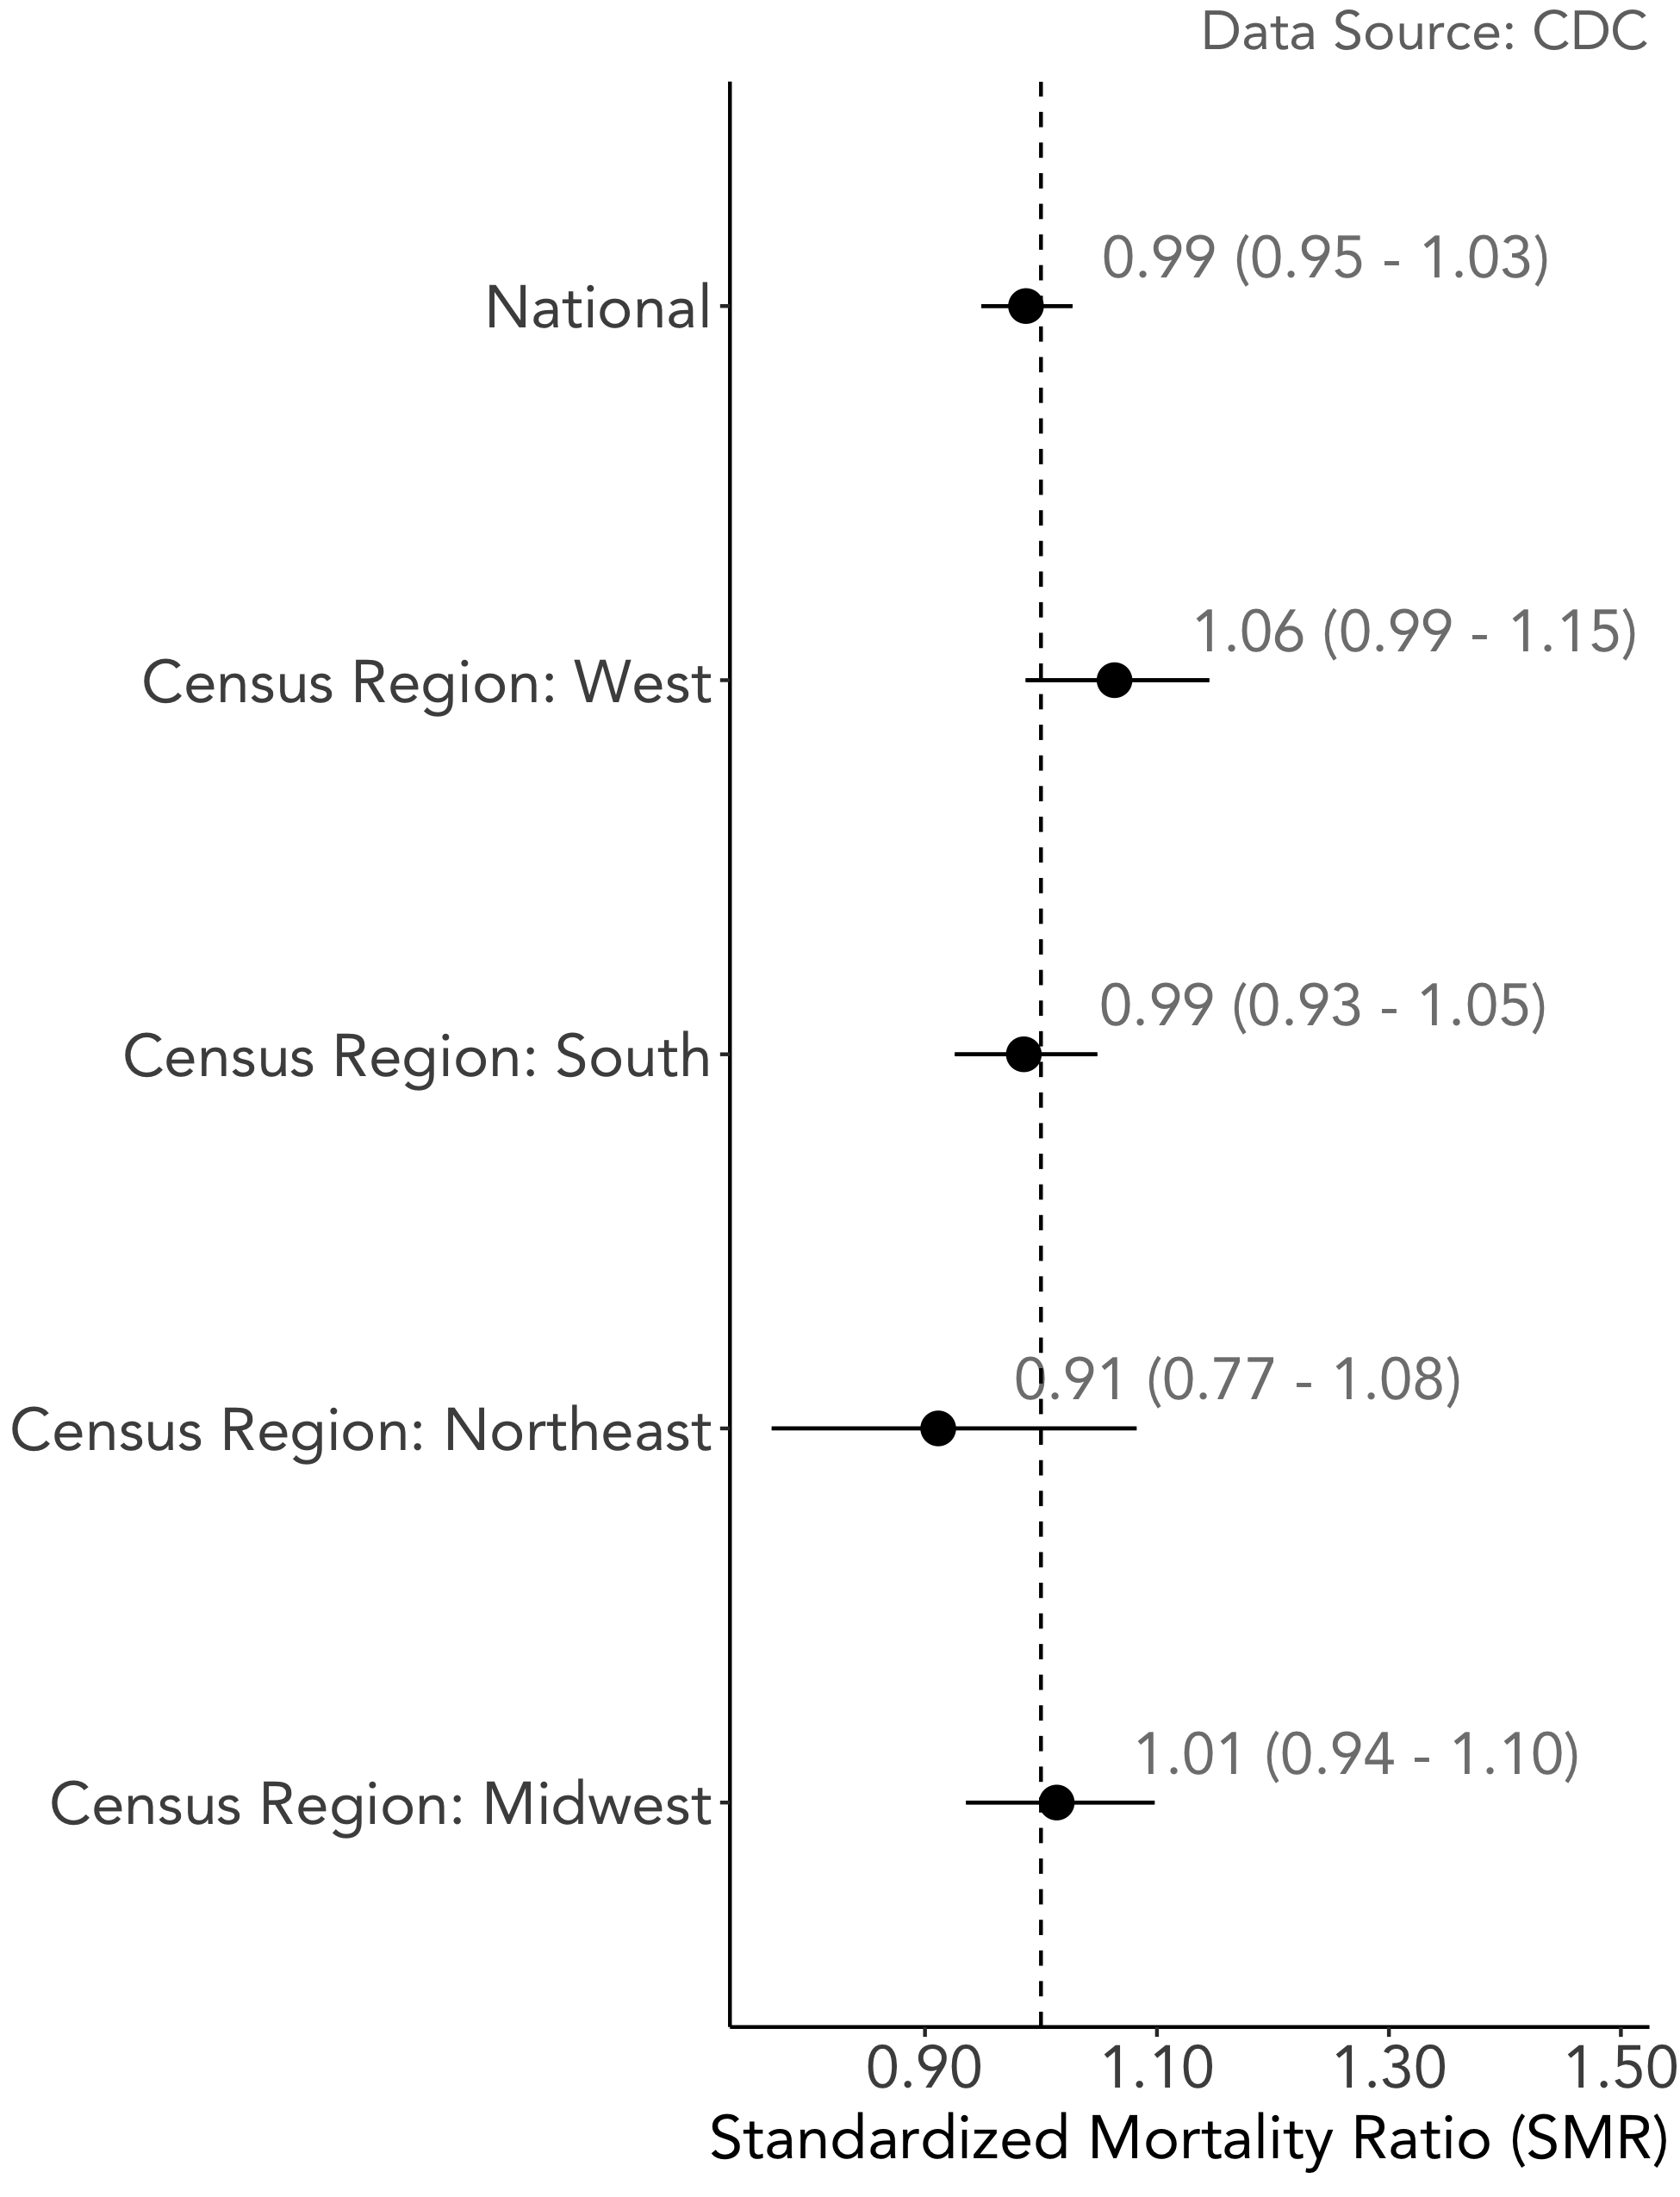 Data Source: CDC
National
0.99 (0.95 - 1.03)
Census Region: West
1.06 (0.99 - 1.15)
Census Region: South
0.99 (0.93 - 1.05)
Census Region: Northeast
0.91 (0.77 - 1.08)
Census Region: Midwest
1.01 (0.94 - 1.10)
0.90 1.10 1.30 1.50
Standardized Mortality Ratio (SMR)